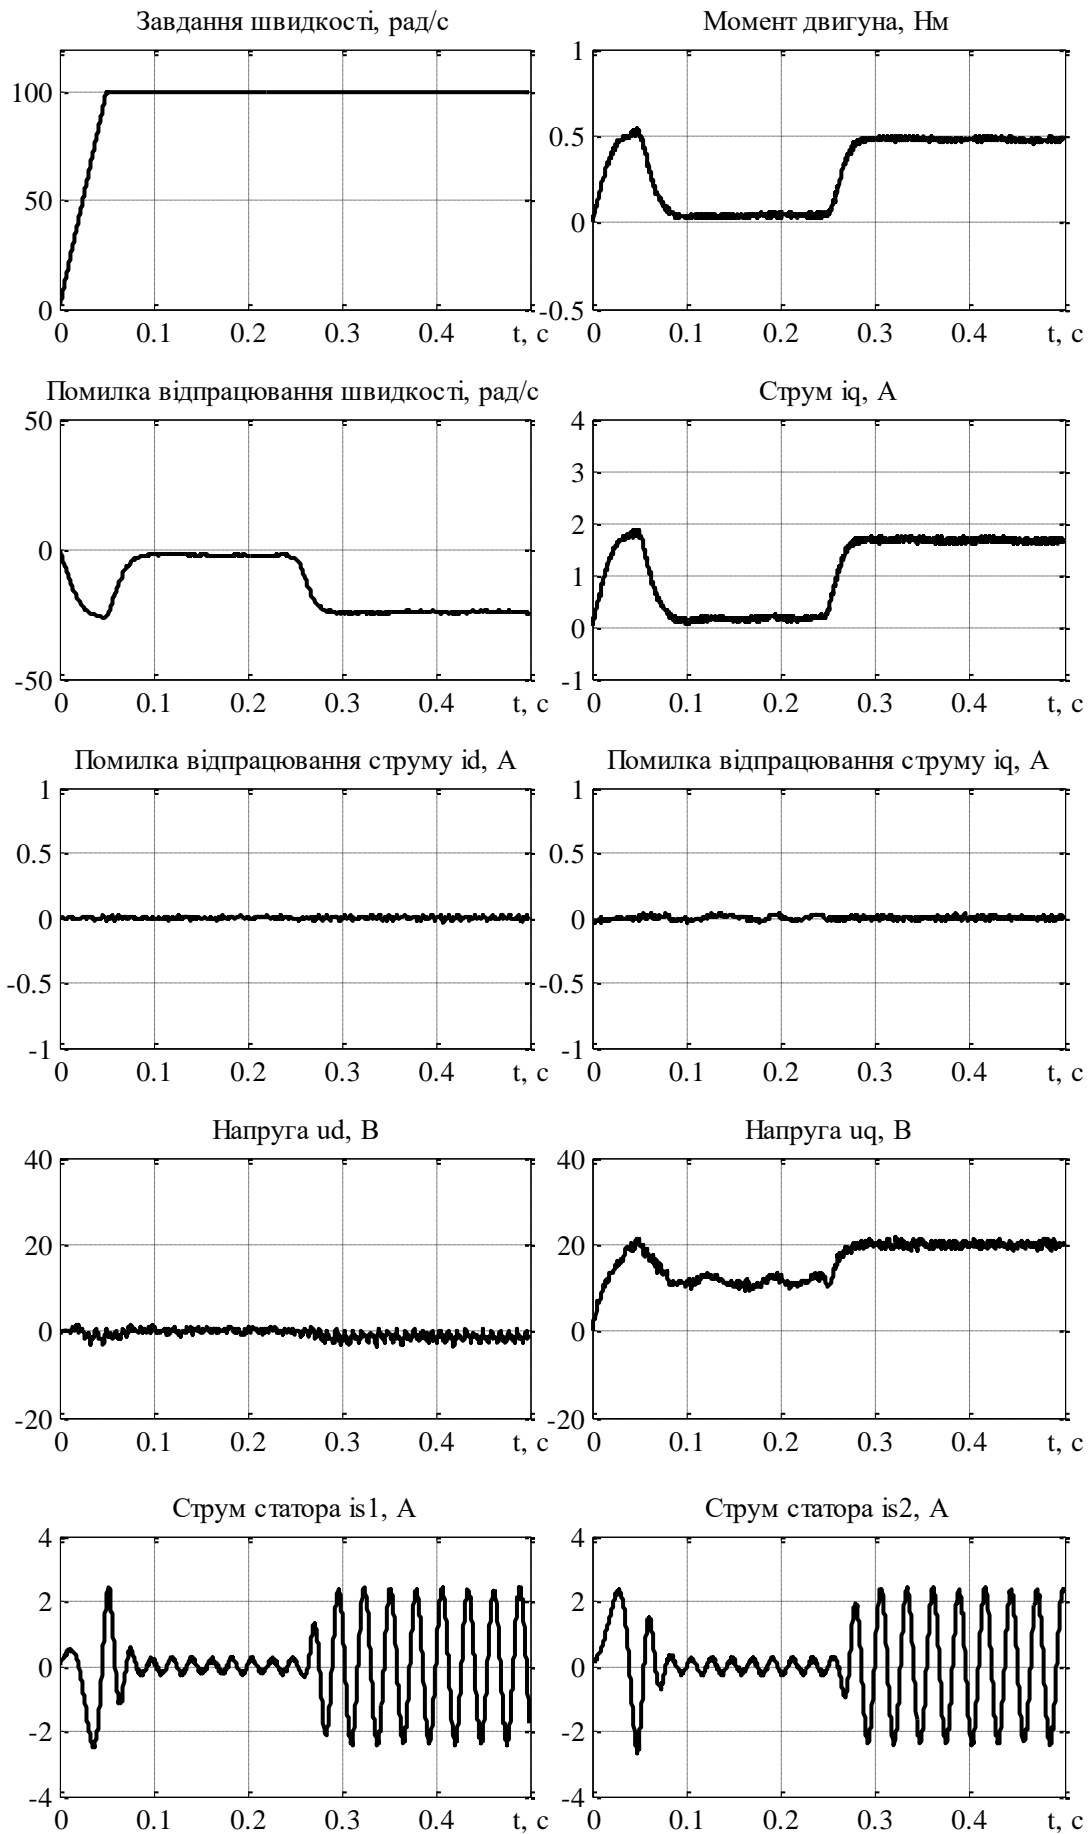 Завдання швидкості, рад/с
Момент двигуна, Нм
100
50
0
0 0.1 0.2 0.3 0.4 t, с
1
0.5
0
-0.5
0 0.1 0.2 0.3 0.4 t, с
Помилка відпрацювання швидкості, рад/с
Струм iq, А
50
0
-50
0 0.1 0.2 0.3 0.4 t, с
4
3
2
1
0
-1
0 0.1 0.2 0.3 0.4 t, с
Помилка відпрацювання струму id, А
Помилка відпрацювання струму iq, А
1
0.5
0
-0.5
-1
0 0.1 0.2 0.3 0.4 t, с
1
0.5
0
-0.5
-1
0 0.1 0.2 0.3 0.4 t, с
Напруга ud, В
Напруга uq, В
40
20
0
-20
0 0.1 0.2 0.3 0.4 t, с
40
20
0
-20
0 0.1 0.2 0.3 0.4 t, с
Струм статора is1, А
Струм статора is2, А
4
2
0
-2
-4
0 0.1 0.2 0.3 0.4 t, с
4
2
0
-2
-4
0 0.1 0.2 0.3 0.4 t, с